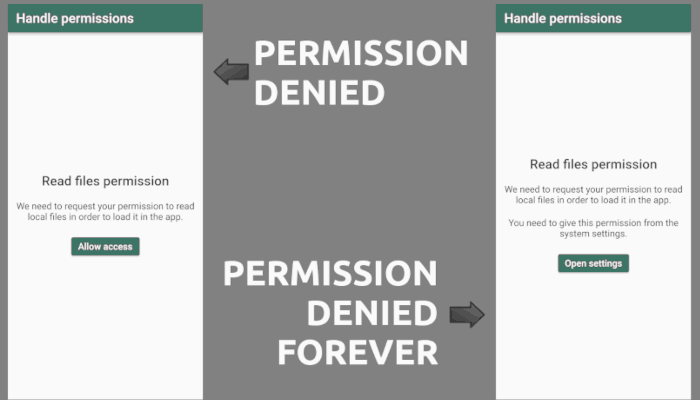 Handle permissions
Read files permission
We need to request your permission to read
local files in order to load it in the app.
Allow access
PERMISSION
DENIED
PERMISSION
DENIED
FOREVER
Handle permissions
Read files permission
We need to request your permission to read
local files in order to load it in the app.
You need to give this permission from the
system settings.
Open settings